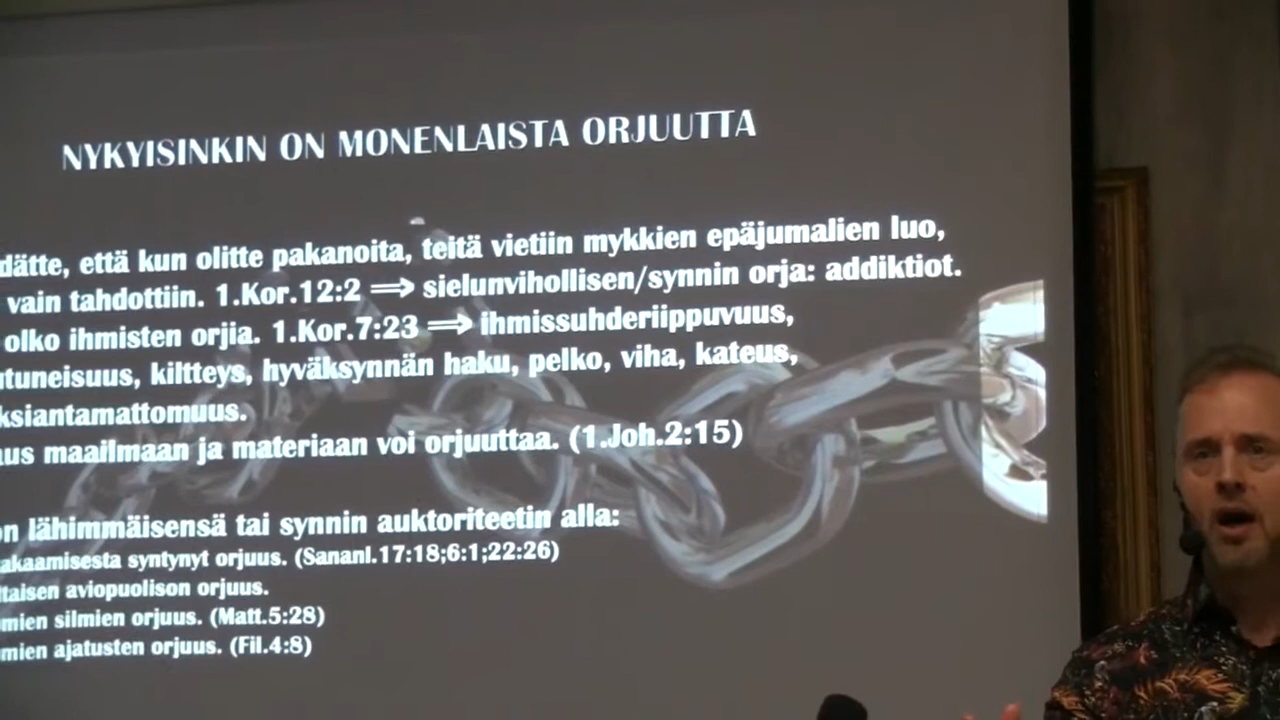 NYKYISINKIN ON MONENLAISTA ORJUUTTA
dätte, että kun olitte pakanoita, teitä vietiin mykkien epäjumalien luo,
vain tahdottiin. 1.Kor.12:2 ⟹ sielunvihollisen/synnin orja: addiktiot.
olko ihmisten orjia. 1.Kor.7:23 ⟹ ihmissuhderiippuvuus,
utuneisuus, kiltteys, hyväksynnän haku, pelko, viha, kateus,
ksiantamattomuus.
us maailmaan ja materiaan voi orjuuttaa. (1.Joh.2:15)
on lähimmäisensä tai synnin auktoriteetin alla:
akaamisesta syntynyt orjuus. (Sananl.17:18;6:1;22:26)
ltaisen aviopuolison orjuus.
mien silmien orjuus. (Matt.5:28)
mien ajatusten orjuus. (Fil.4:8)